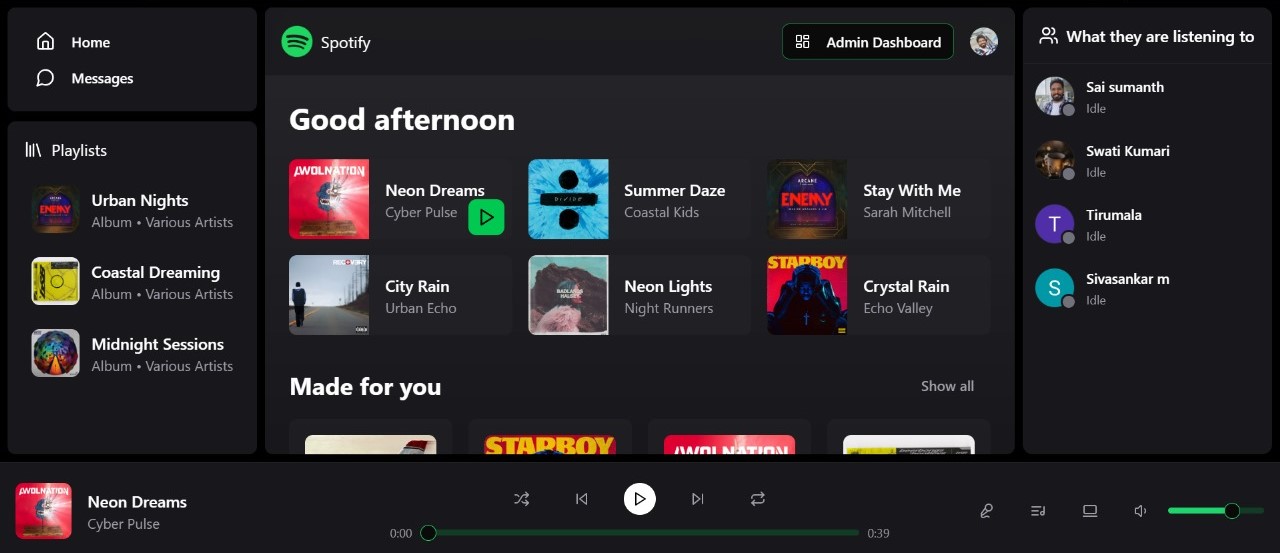 Home
Messages
Playlists
Urban Nights
Album • Various Artists
Coastal Dreaming
Album • Various Artists
Midnight Sessions
Album • Various Artists
Spotify
Admin Dashboard
Good afternoon
AWOLNATION
Neon Dreams
Cyber Pulse
DIVIDE
Summer Daze
Coastal Kids
ARCANE
ENEMY
Stay With Me
Sarah Mitchell
RECOVERY
City Rain
Urban Echo
BADLANDS
HALSEY
Neon Lights
Night Runners
STARBOY
Crystal Rain
Echo Valley
Made for you
Show all
STARBOY
AWOLNATION
What they are listening to
Sai sumanth
Idle
Swati Kumari
Idle
T
Tirumala
Idle
S
Sivasankar m
Idle
AWOLNATION
Neon Dreams
Cyber Pulse
0:00
0:39